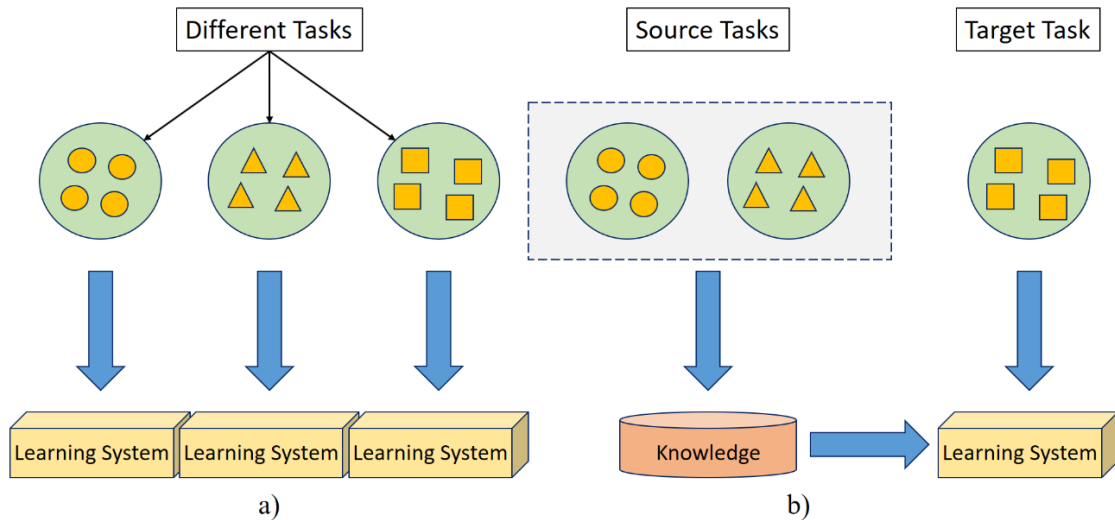 Different Tasks
Source Tasks
Target Task
Learning System
Learning System
Learning System
Knowledge
Learning System
a)
b)